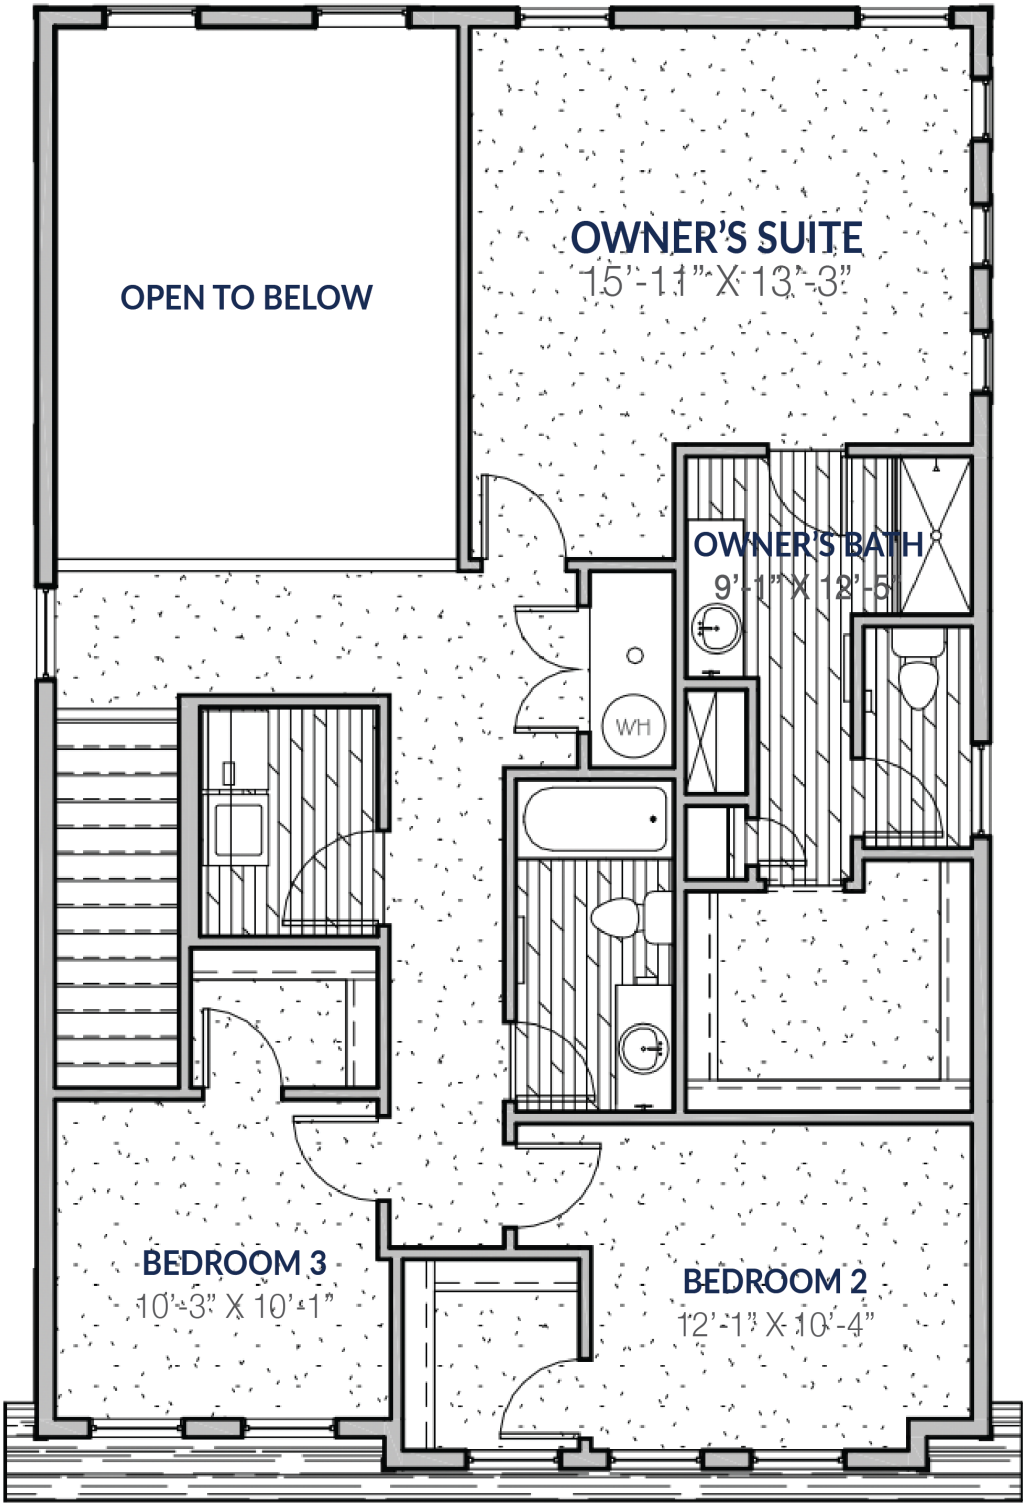 OWNER’S SUITE
15’-11” X 13’-3”
OPEN TO BELOW
OWNER’S BATH
9’-1” X 12’-5”
WH
BEDROOM 3
10’-3” X 10’-1”
BEDROOM 2
12’-1” X 10’-4”